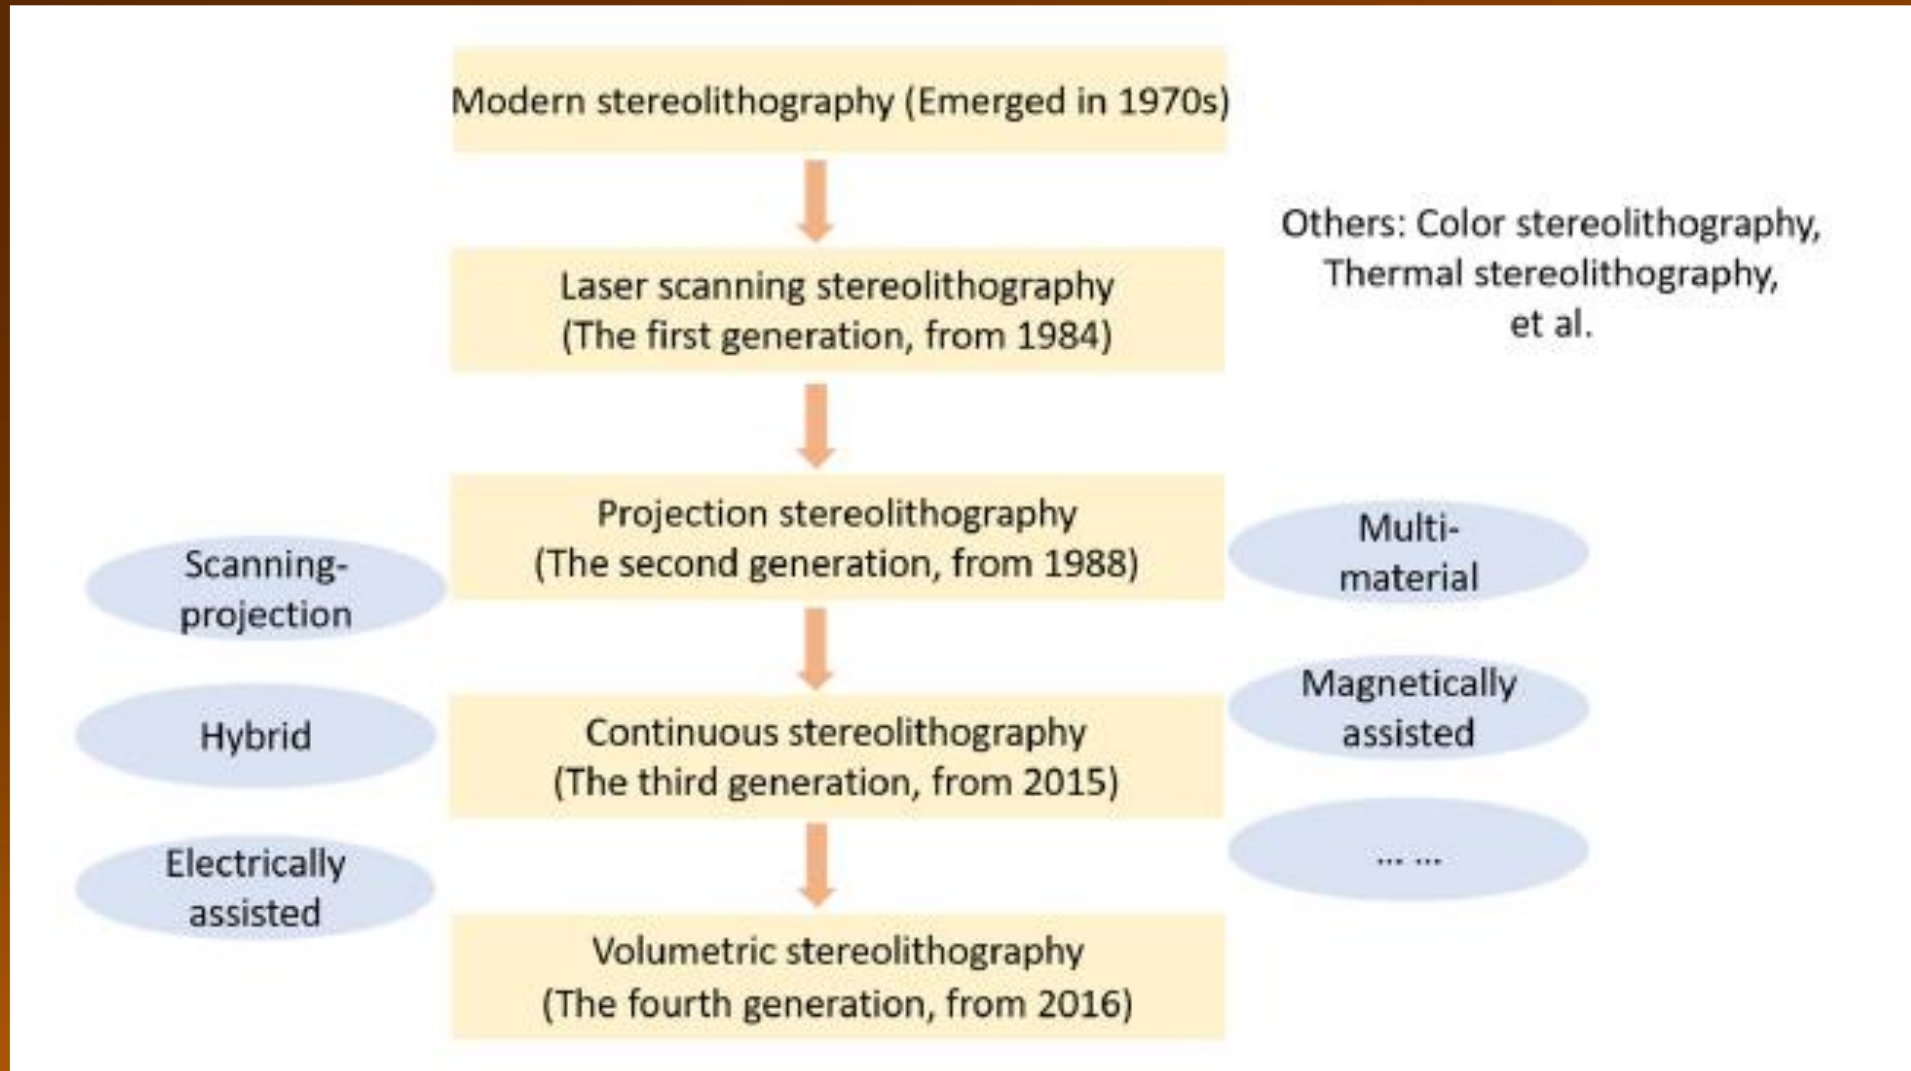 Modern stereolithography (Emerged in 1970s)
Laser scanning stereolithography
(The first generation, from 1984)
Others: Color stereolithography,
Thermal stereolithography,
et al.
Projection stereolithography
(The second generation, from 1988)
Scanning-
projection
Multi-
material
Hybrid
Continuous stereolithography
(The third generation, from 2015)
Magnetically
assisted
Electrically
assisted
... ...
Volumetric stereolithography
(The fourth generation, from 2016)